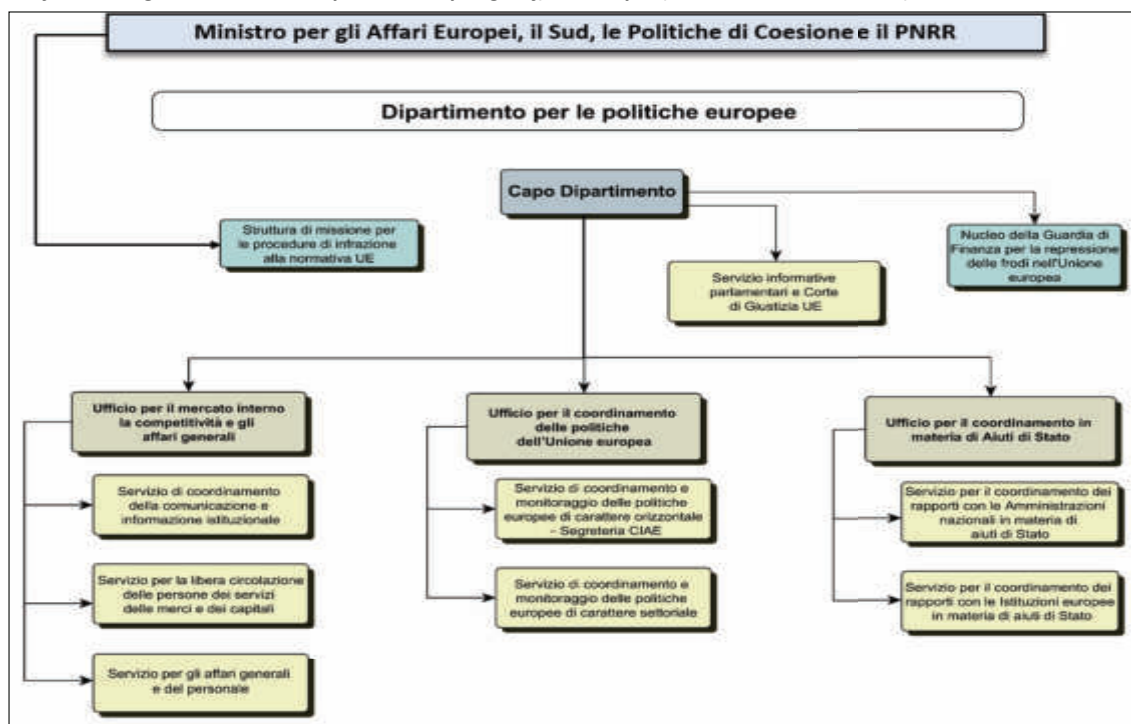 Ministro per gli Affari Europei, il Sud, le Politiche di Coesione e il PNRR
Dipartimento per le politiche europee
Capo Dipartimento
Struttura di missione per
le procedure di infrazione
alla normativa UE
Servizio informative
parlamentari e Corte
di Giustizia UE
Nucleo della Guardia di
Finanza per la repressione
delle frodi nell'Unione
europea
Ufficio per il mercato interno
la competitività e gli
affari generali
Servizio di coordinamento
della comunicazione e
informazione istituzionale
Servizio per la libera circolazione
delle persone dei servizi
delle merci e dei capitali
Servizio per gli affari generali
e del personale
Ufficio per il coordinamento
delle politiche
dell'Unione europea
Servizio di coordinamento e
monitoraggio delle politiche
europee di carattere orizzontale
- Segreteria CIAE
Servizio di coordinamento e
monitoraggio delle politiche
europee di carattere settoriale
Ufficio per il coordinamento in
materia di Aiuti di Stato
Servizio per il coordinamento dei
rapporti con le Amministrazioni
nazionali in materia di
aiuti di Stato
Servizio per il coordinamento dei
rapporti con le Istituzioni europee
in materia di aiuti di Stato